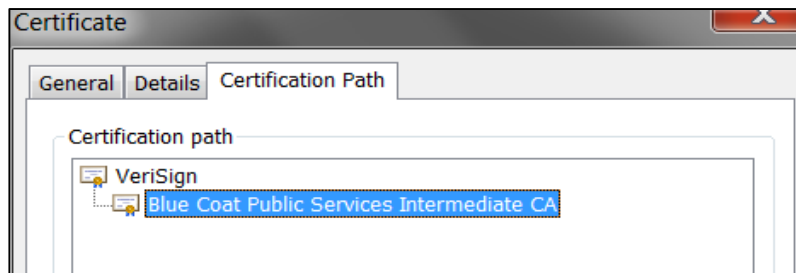 Certificate
General Details Certification Path
Certification path
VeriSign
Blue Coat Public Services Intermediate CA